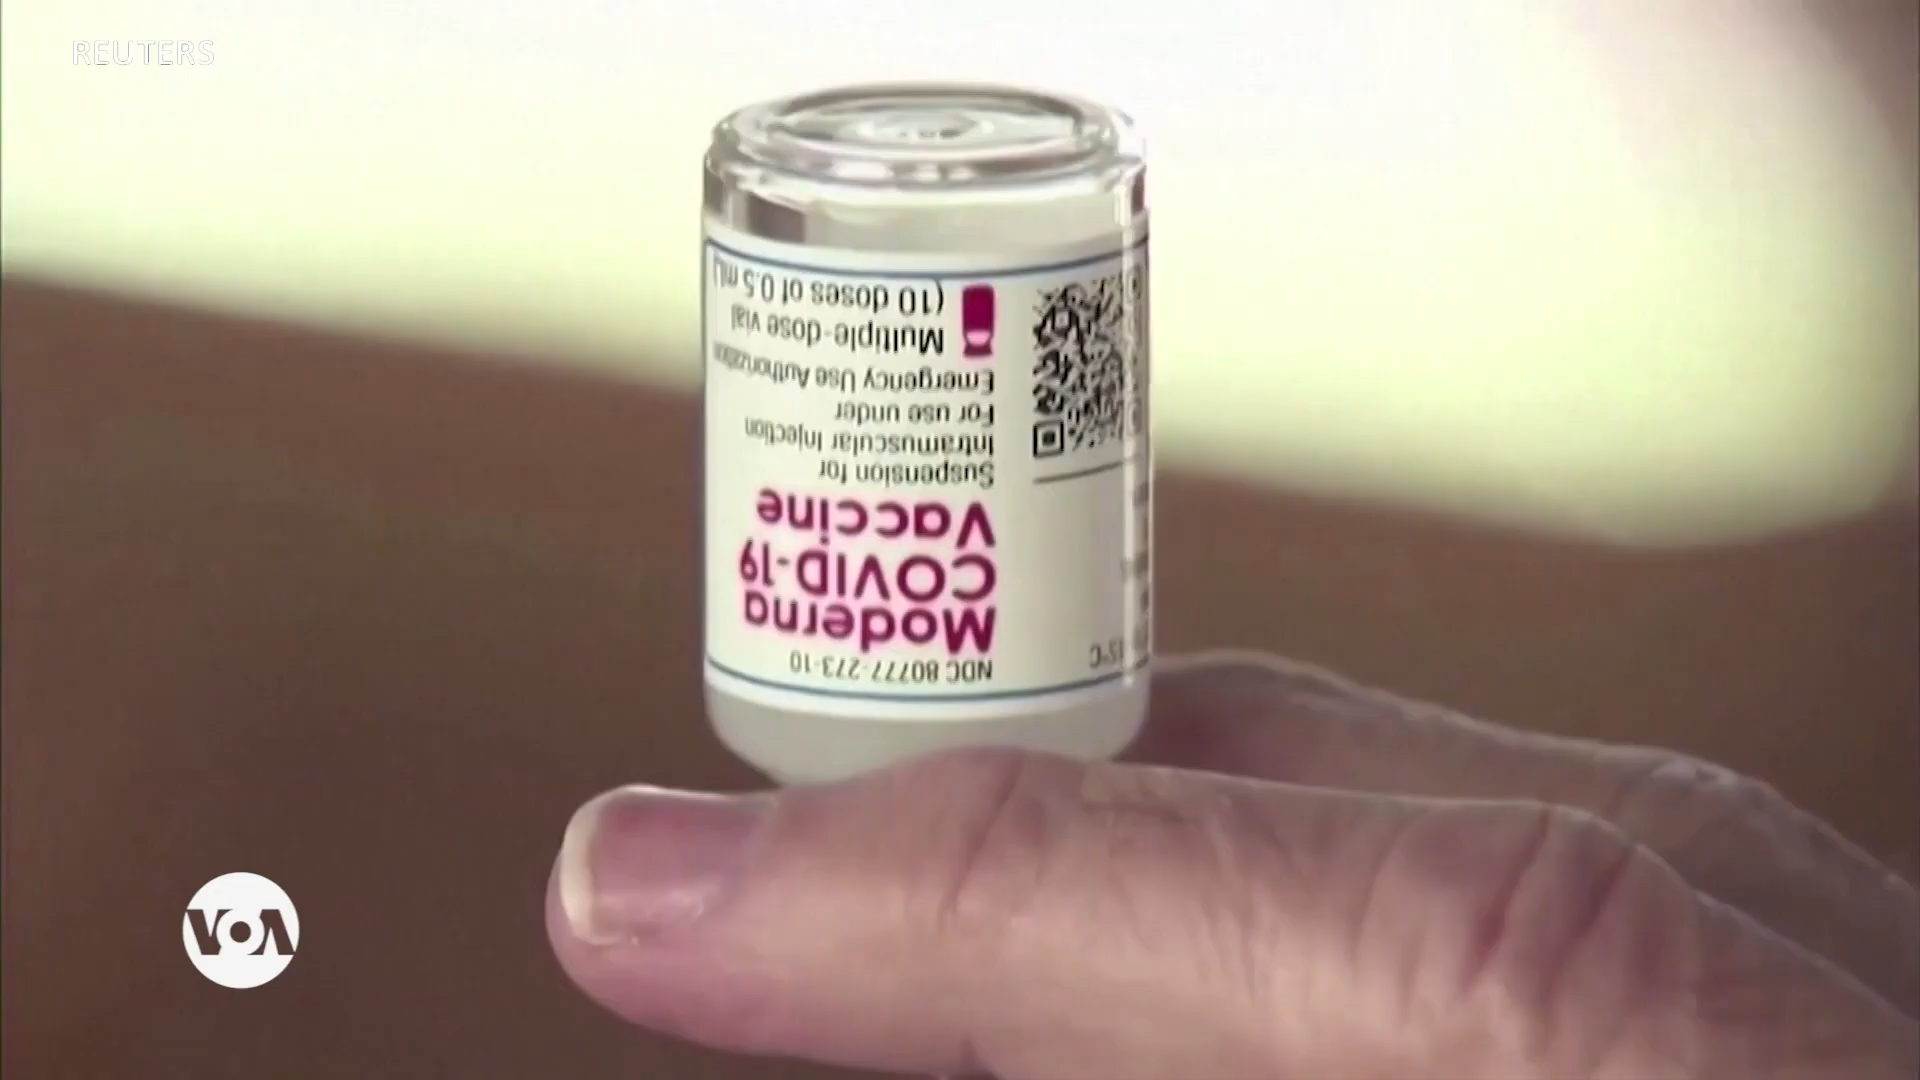 REUTERS
NDC 80777-273-10
Moderna
COVID-19
Vaccine
Suspension for
Intramuscular Injection
For use under
Emergency Use Authorization
Multiple-dose vial
(10 doses of 0.5 mL)
VOA